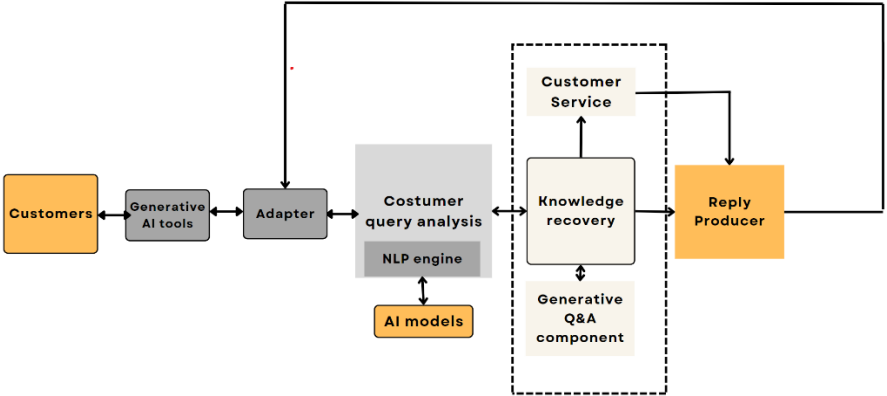 Customer
Service
Customers
Generative
AI tools
Adapter
Costumer
query analysis
NLP engine
AI models
Knowledge
recovery
Generative
Q&A
component
Reply
Producer